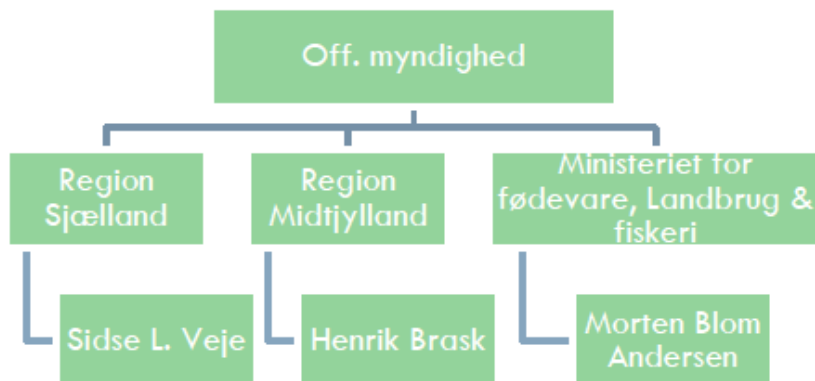 Off. myndighed
Region
Sjælland
Region
Midtjylland
Ministeriet for
fødevare, Landbrug &
fiskeri
Sidse L. Veje
Henrik Brask
Morten Blom
Andersen